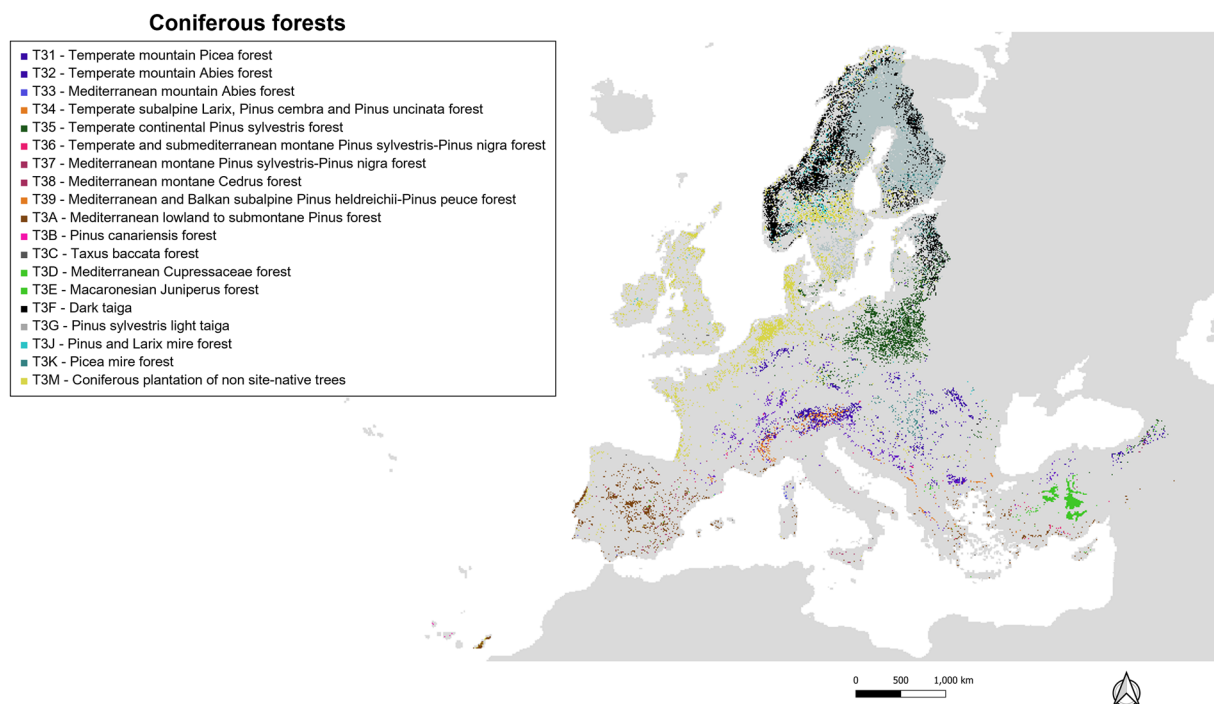 Coniferous forests
T31 - Temperate mountain Picea forest
T32 - Temperate mountain Abies forest
T33 - Mediterranean mountain Abies forest
T34 - Temperate subalpine Larix, Pinus cembra and Pinus uncinata forest
T35 - Temperate continental Pinus sylvestris forest
T36 - Temperate and submediterranean montane Pinus sylvestris-Pinus nigra forest
T37 - Mediterranean montane Pinus sylvestris-Pinus nigra forest
T38 - Mediterranean montane Cedrus forest
T39 - Mediterranean and Balkan subalpine Pinus heldreichii-Pinus peuce forest
T3A - Mediterranean lowland to submontane Pinus forest
T3B - Pinus canariensis forest
T3C - Taxus baccata forest
T3D - Mediterranean Cupressaceae forest
T3E - Macaronesian Juniperus forest
T3F - Dark taiga
T3G - Pinus sylvestris light taiga
T3J - Pinus and Larix mire forest
T3K - Picea mire forest
T3M - Coniferous plantation of non site-native trees
0 500 1,000 km